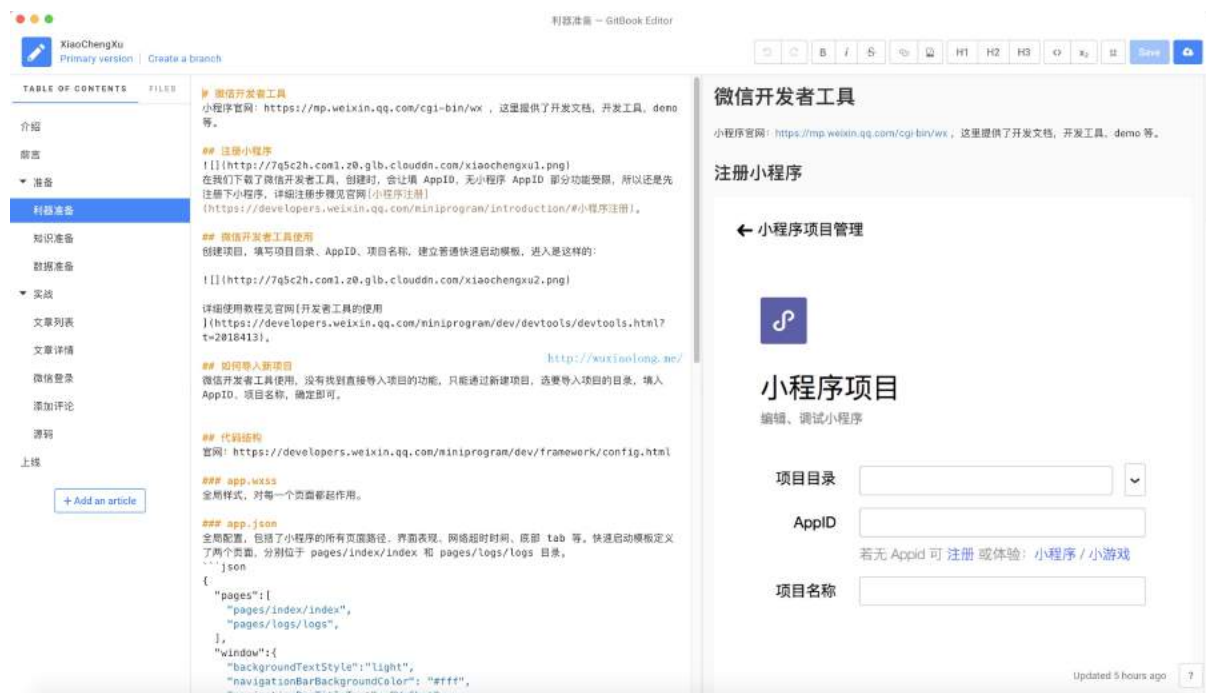 利器准备 — GitBook Editor
XiaoChengXu
Primary version | Create a branch
B i S H1 H2 H3 x₂ Save
TABLE OF CONTENTS FILES
介绍
前言
准备
利器准备
知识准备
数据准备
实战
文章列表
文章详情
微信登录
添加评论
源码
上线
+ Add an article
# 微信开发者工具
小程序官网：https://mp.weixin.qq.com/cgi-bin/wx ，这里提供了开发文档，开发工具、demo
等。
## 注册小程序
![](http://7q5c2h.com1.z0.glb.clouddn.com/xiaochengxu1.png)
在我们下载了微信开发者工具，创建时，会让填 AppID，无小程序 AppID 部分功能受限，所以还是先
注册下小程序，详细注册步骤见官网[小程序注册]
(https://developers.weixin.qq.com/miniprogram/introduction/#小程序注册)。
## 微信开发者工具使用
创建项目，填写项目目录、AppID、项目名称，建立普通快速启动模板，进入是这样的：
![](http://7q5c2h.com1.z0.glb.clouddn.com/xiaochengxu2.png)
详细使用教程见官网[开发者工具的使用
](https://developers.weixin.qq.com/miniprogram/dev/devtools/devtools.html?
t=2018413)。
http://wuxiaolong.me/
## 如何导入新项目
微信开发者工具使用，没有找到直接导入项目的功能，只能通过新建项目，选要导入项目的目录，填入
AppID、项目名称，确定即可。
## 代码结构
官网：https://developers.weixin.qq.com/miniprogram/dev/framework/config.html
### app.wxss
全局样式，对每一个页面都起作用。
### app.json
全局配置，包括了小程序的所有页面路径、界面表现、网络超时时间、底部 tab 等。快速启动模板定义
了两个页面，分别位于 pages/index/index 和 pages/logs/logs 目录。
```json
{
"pages":[
"pages/index/index",
"pages/logs/logs",
],
"window":{
"backgroundTextStyle":"light",
"navigationBarBackgroundColor": "#fff",
微信开发者工具
小程序官网：https://mp.weixin.qq.com/cgi-bin/wx ，这里提供了开发文档，开发工具、demo 等。
注册小程序
小程序项目管理
小程序项目
编辑、调试小程序
项目目录
AppID
若无 Appid 可 注册 或体验：小程序 / 小游戏
项目名称
Updated 5 hours ago ?